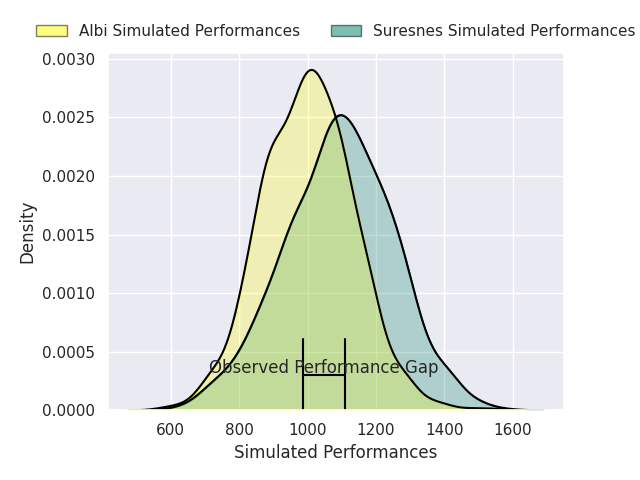 Albi Simulated Performances
Suresnes Simulated Performances
0.0030
0.0025
0.0020
0.0015
0.0010
0.0005
0.0000
Density
Observed Performance Gap
600 800 1000 1200 1400 1600
Simulated Performances